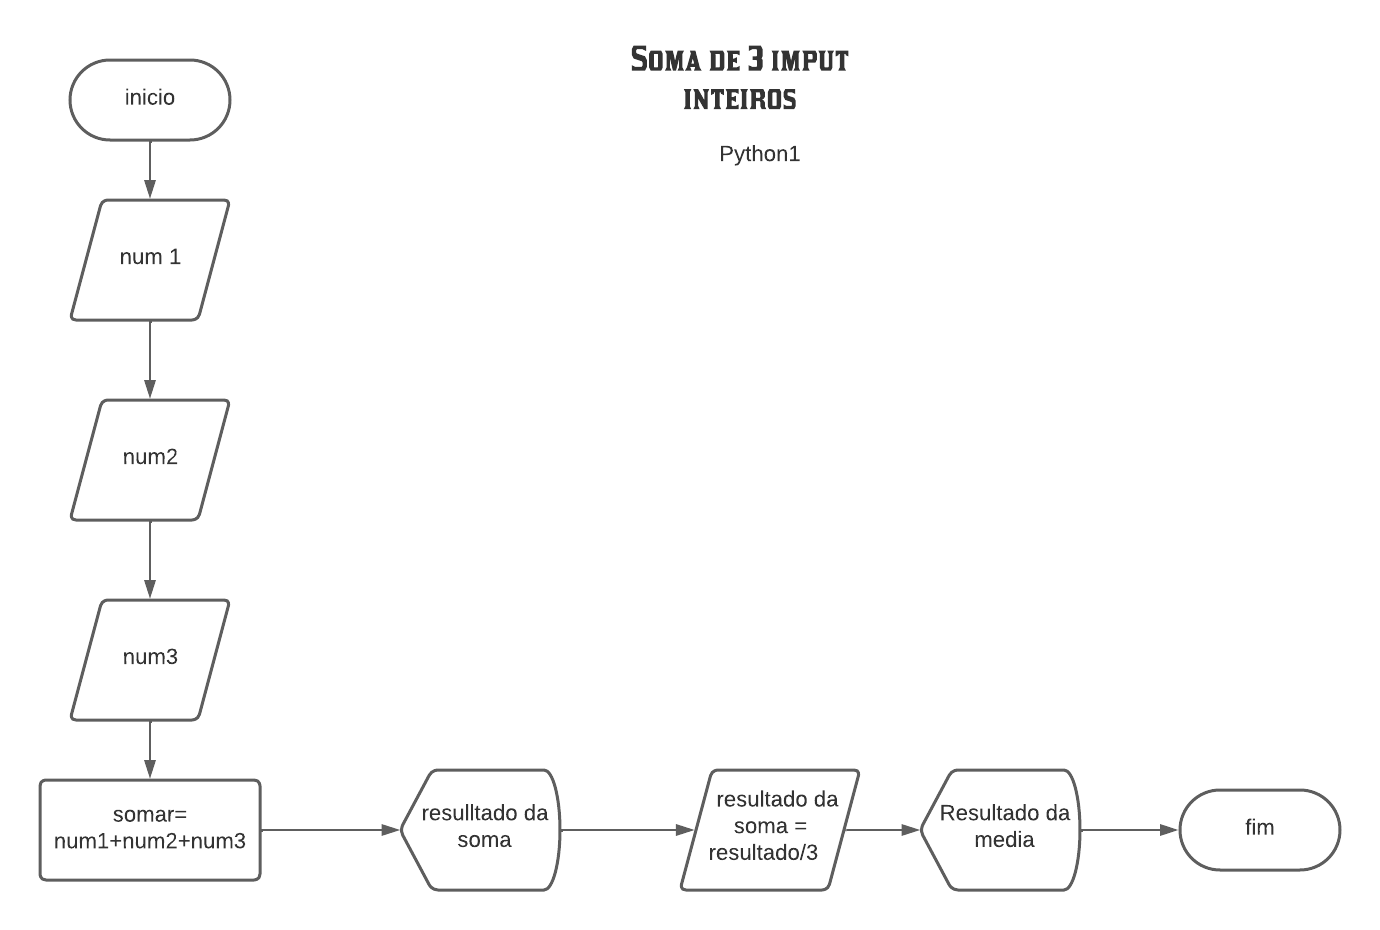 Soma de 3 imput
inteiros
Python1
inicio
num 1
num2
num3
somar=
num1+num2+num3
resulltado da
soma
resultado da
soma =
resultado/3
Resultado da
media
fim